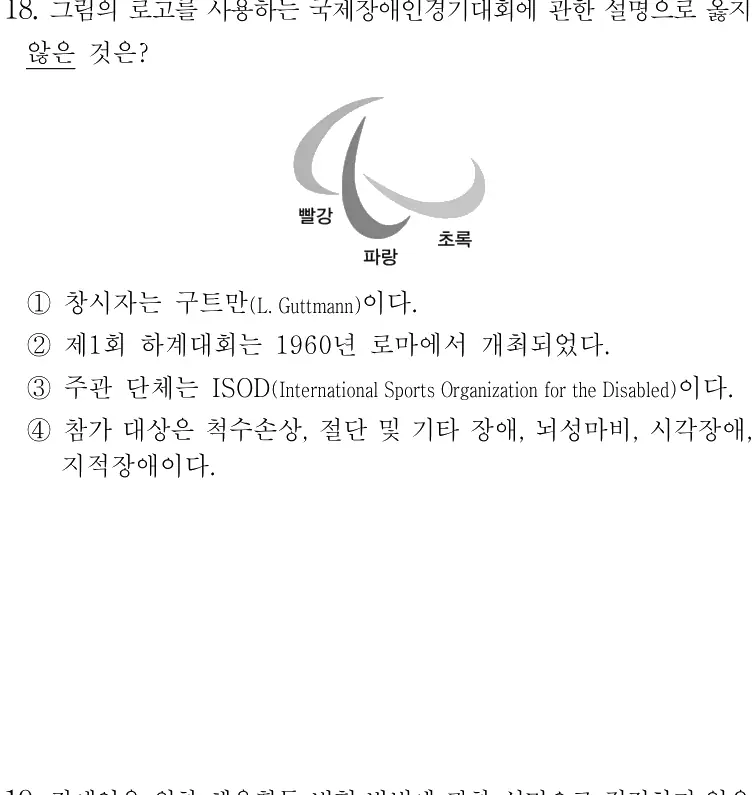 18. 그림의 로고를 사용하는 국제장애인경기대회에 관한 설명으로 옳지
않은 것은?
빨강
초록
파랑
① 창시자는 구트만(L. Guttmann)이다.
② 제1회 하계대회는 1960년 로마에서 개최되었다.
③ 주관 단체는 ISOD(International Sports Organization for the Disabled)이다.
④ 참가 대상은 척수손상, 절단 및 기타 장애, 뇌성마비, 시각장애,
지적장애이다.